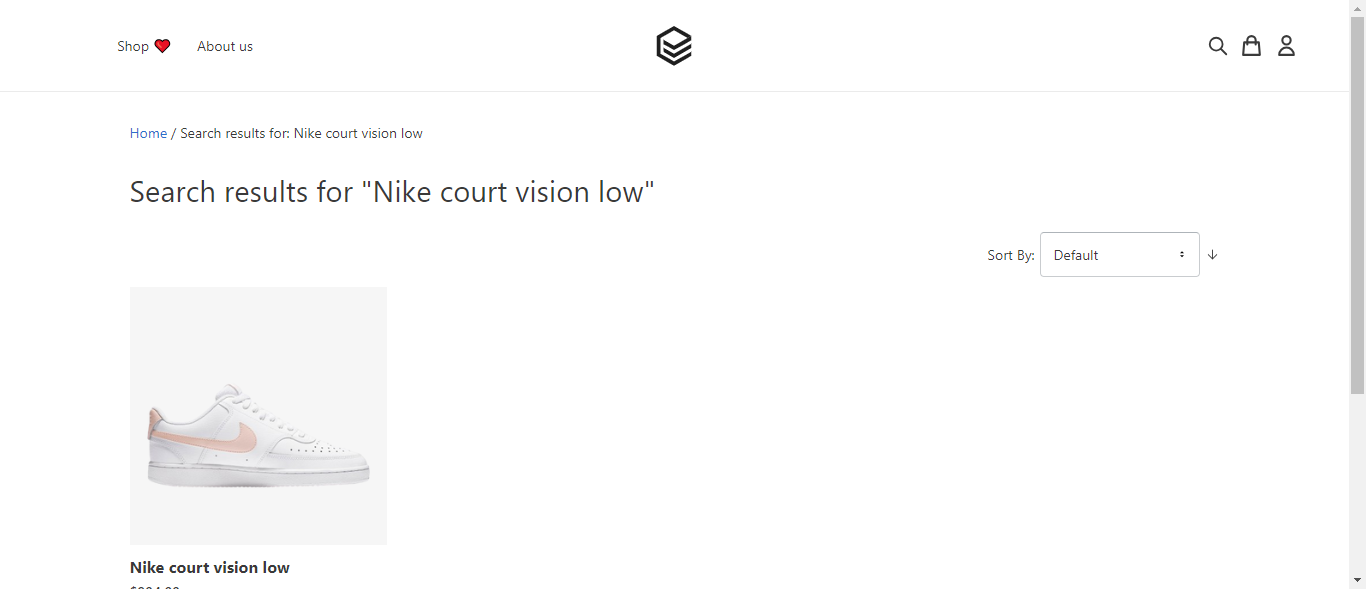 Shop ❤️ About us
Home / Search results for: Nike court vision low
Search results for "Nike court vision low"
Sort By: Default
Nike court vision low